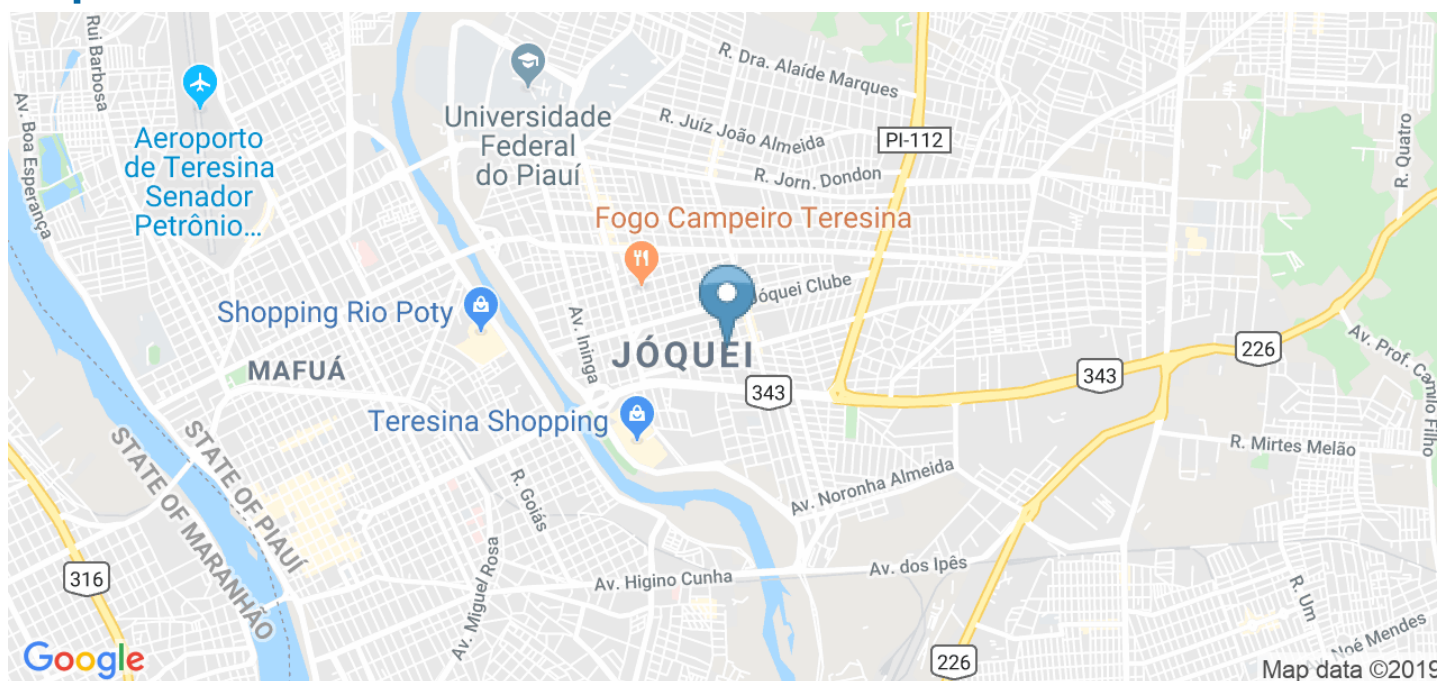 Rui Barbosa
Av. Boa Esperança
Aeroporto
de Teresina
Senador
Petrônio...
Universidade
Federal
do Piauí
R. Dra. Alaíde Marques
R. Juíz João Almeida
PI-112
R. Jorn. Dondon
R. Quatro
Fogo Campeiro Teresina
Jóquei Clube
Shopping Rio Poty
Av. Ininga
JÓQUEI
MAFUÁ
226
Av. Prof. Camilo Filho
343
343
Teresina Shopping
R. Mirtes Melão
STATE OF PIAUÍ
STATE OF MARANHÃO
R. Goiás
Av. Noronha Almeida
Av. Miguel Rosa
316
Av. Higino Cunha
Av. dos Ipês
R. Um
Noé Mendes
226
Google
Map data ©2019